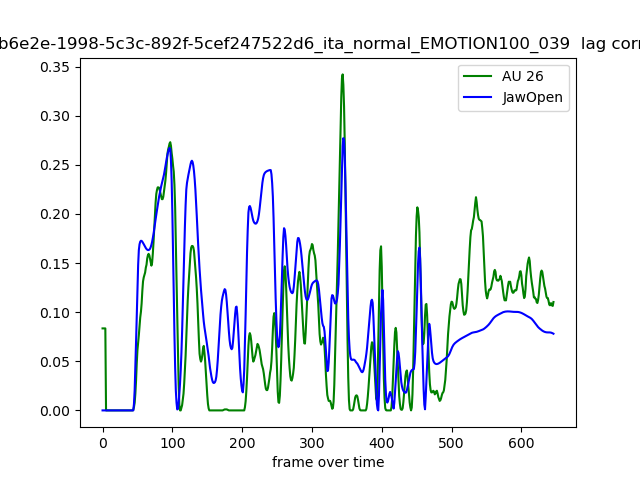 b6e2e-1998-5c3c-892f-5cef247522d6_ita_normal_EMOTION100_039 lag corr
AU 26
JawOpen
0.35
0.30
0.25
0.20
0.15
0.10
0.05
0.00
0 100 200 300 400 500 600
frame over time